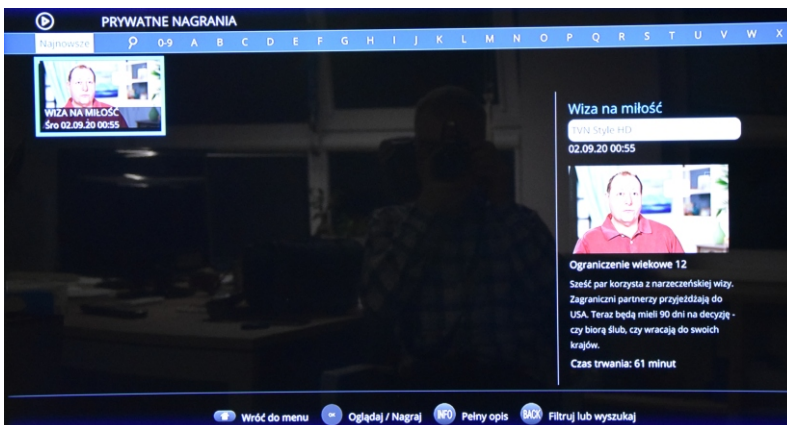 PRYWATNE NAGRANIA
Najnowsze 0-9 A B C D E F G H I J K L M N O P Q R S T U V W X
WIZA NA MIŁOŚĆ
Śro 02.09.20 00:55
Wiza na miłość
TVN Style HD
02.09.20 00:55
Ograniczenie wiekowe 12
Sześć par korzysta z narzeczeńskiej wizy.
Zagraniczni partnerzy przyjeżdżają do
USA. Teraz będą mieli 90 dni na decyzję -
czy biorą ślub, czy wracają do swoich
krajów.
Czas trwania: 61 minut
Wróć do menu OK Oglądaj / Nagraj INFO Pełny opis BACK Filtruj lub wyszukaj